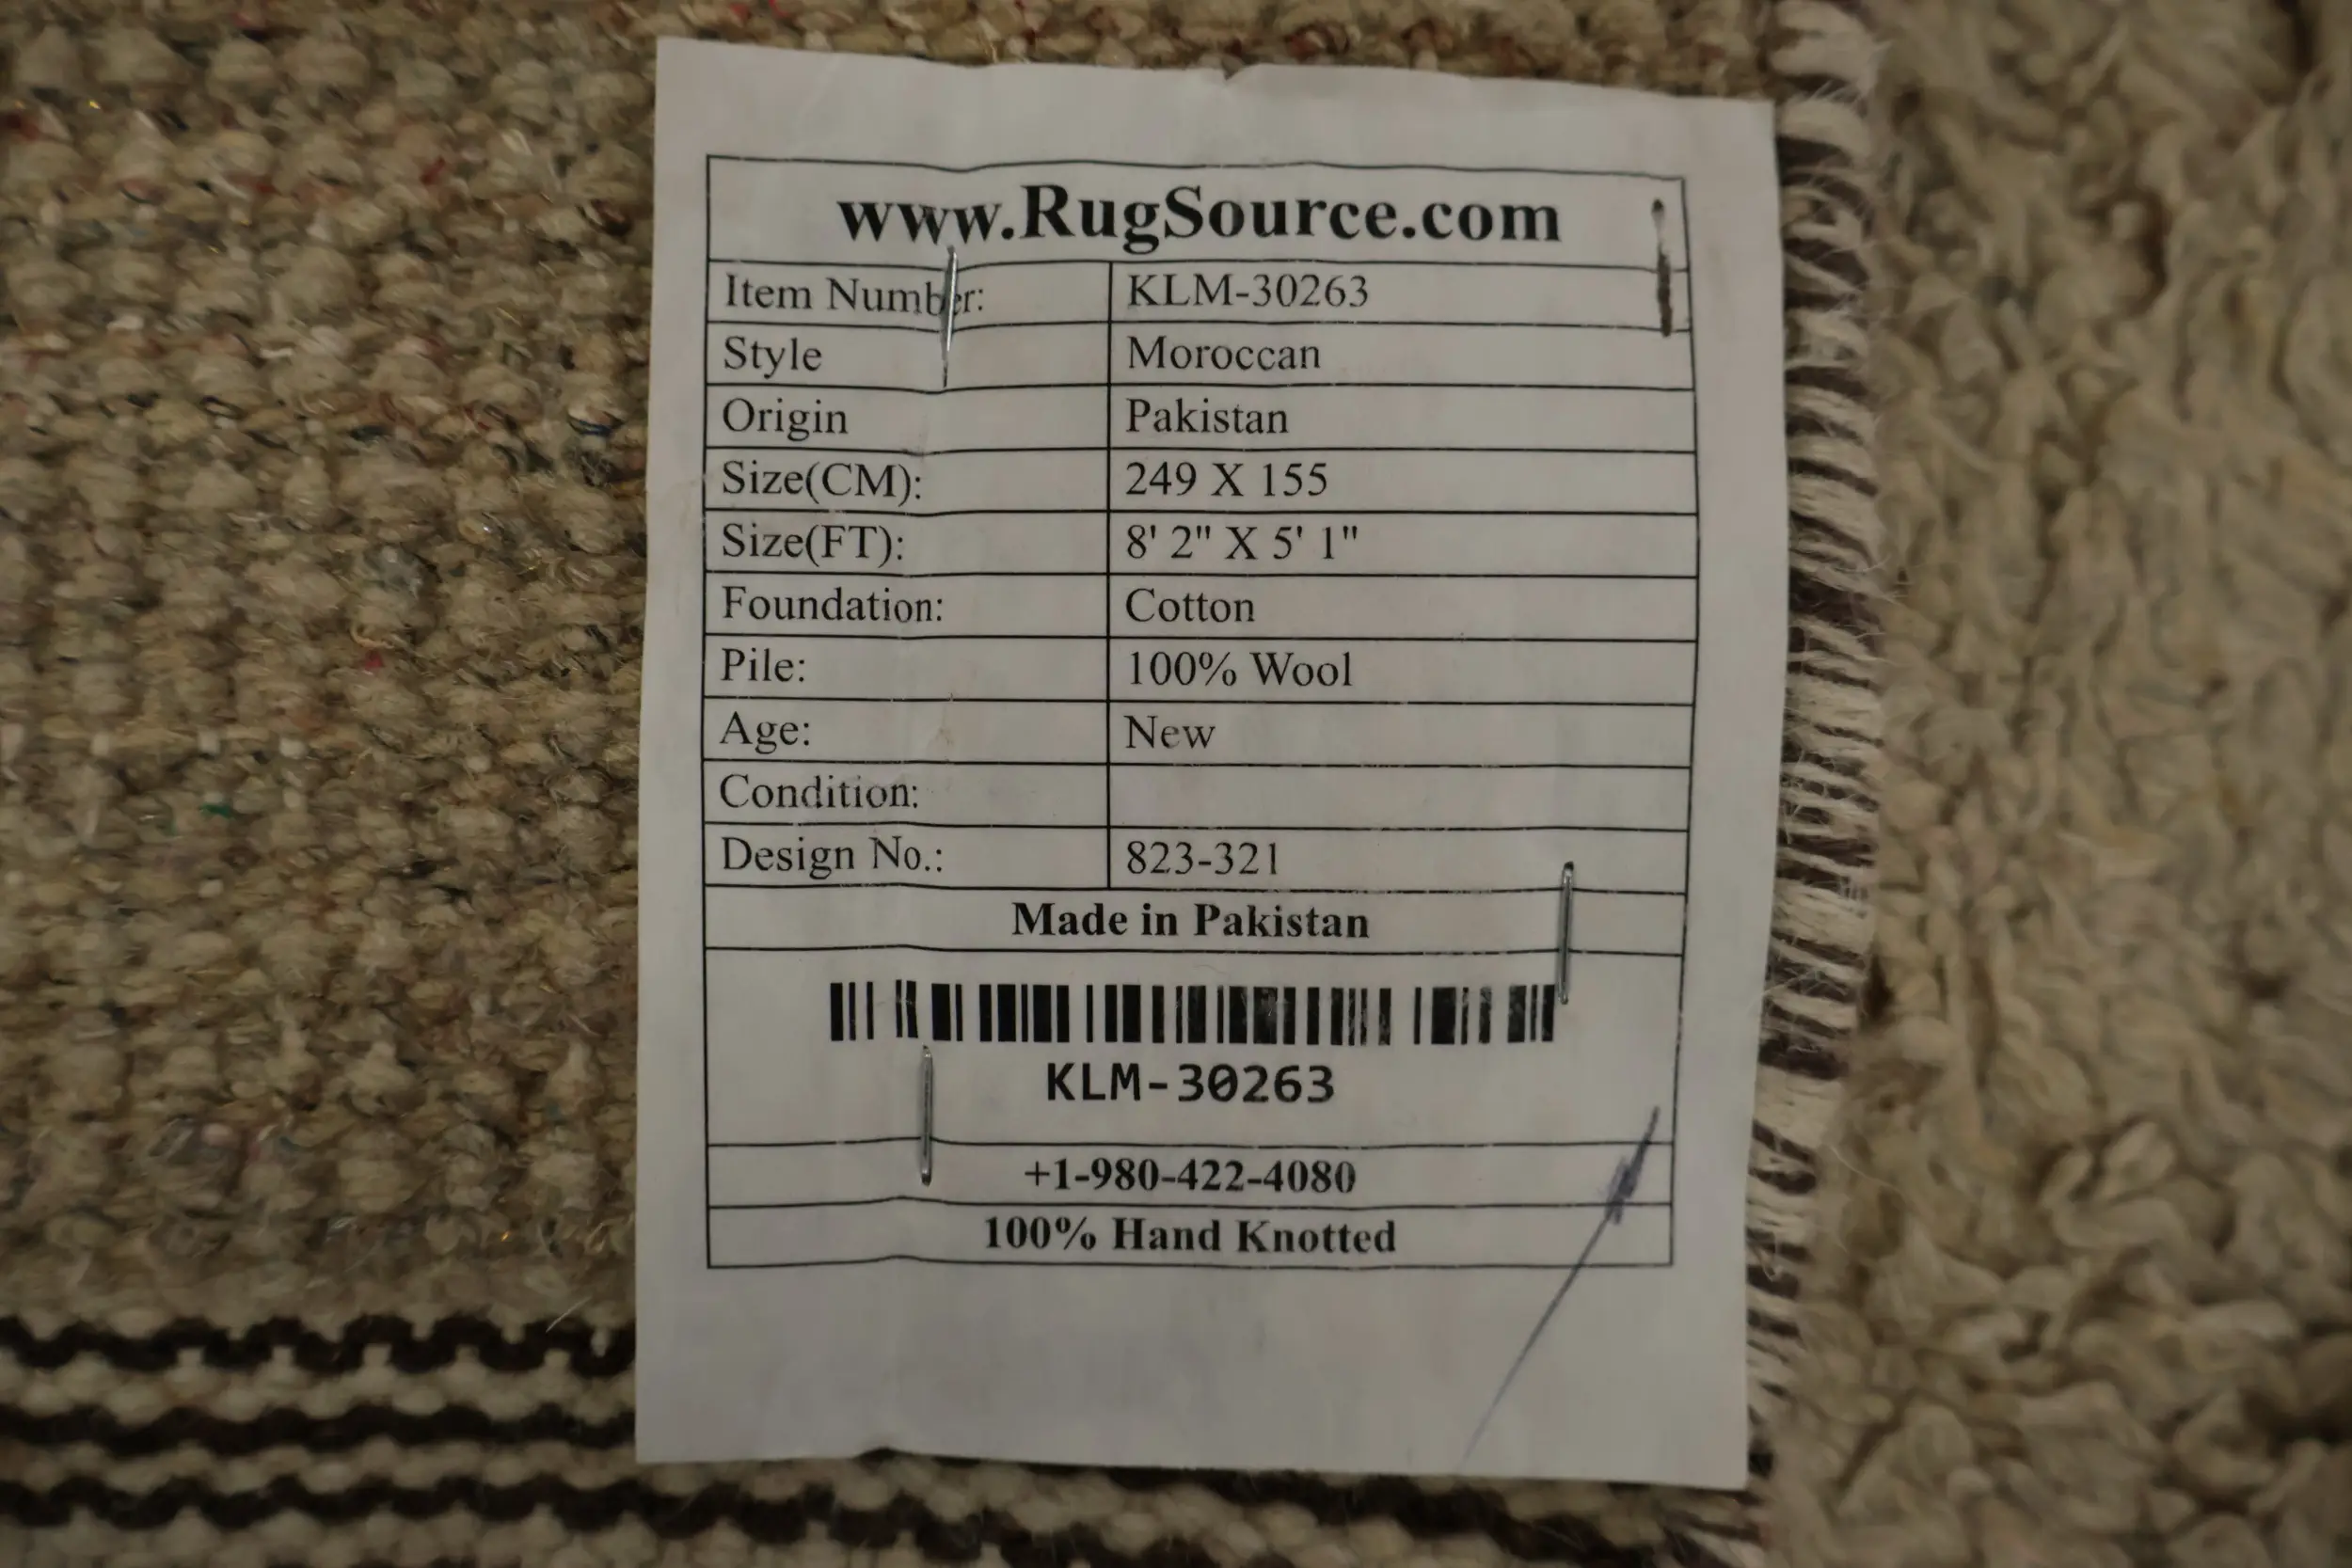 www.RugSource.com
Item Number: KLM-30263
Style Moroccan
Origin Pakistan
Size(CM): 249 X 155
Size(FT): 8' 2" X 5' 1"
Foundation: Cotton
Pile: 100% Wool
Age: New
Condition:
Design No.: 823-321
Made in Pakistan
KLM-30263
+1-980-422-4080
100% Hand Knotted